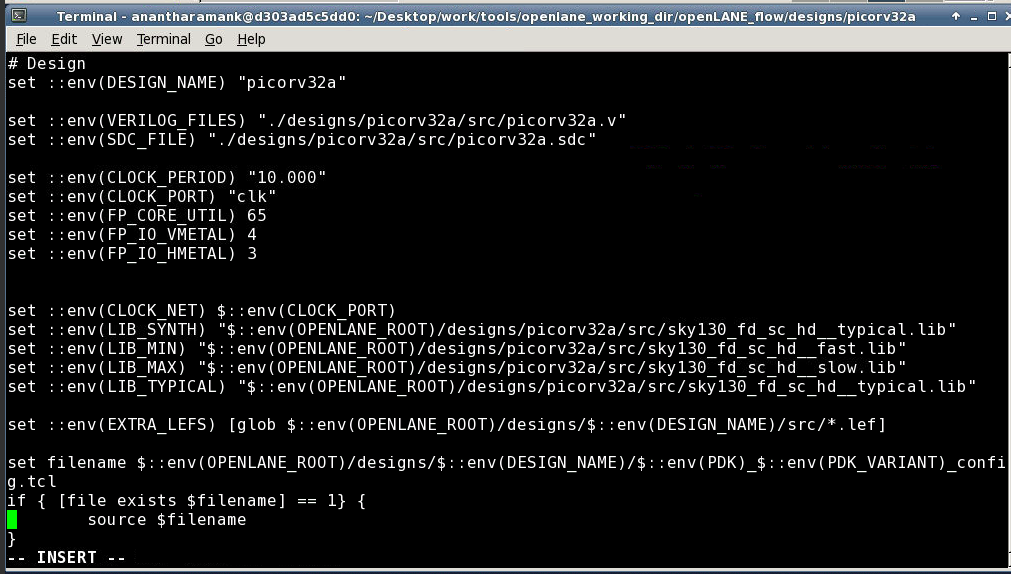 Terminal - anantharamank@d303ad5c5dd0: ~/Desktop/work/tools/openlane_working_dir/openLANE_flow/designs/picorv32a
File Edit View Terminal Go Help
# Design
set ::env(DESIGN_NAME) "picorv32a"
set ::env(VERILOG_FILES) "./designs/picorv32a/src/picorv32a.v"
set ::env(SDC_FILE) "./designs/picorv32a/src/picorv32a.sdc"
set ::env(CLOCK_PERIOD) "10.000"
set ::env(CLOCK_PORT) "clk"
set ::env(FP_CORE_UTIL) 65
set ::env(FP_IO_VMETAL) 4
set ::env(FP_IO_HMETAL) 3
set ::env(CLOCK_NET) $::env(CLOCK_PORT)
set ::env(LIB_SYNTH) "$::env(OPENLANE_ROOT)/designs/picorv32a/src/sky130_fd_sc_hd__typical.lib"
set ::env(LIB_MIN) "$::env(OPENLANE_ROOT)/designs/picorv32a/src/sky130_fd_sc_hd__fast.lib"
set ::env(LIB_MAX) "$::env(OPENLANE_ROOT)/designs/picorv32a/src/sky130_fd_sc_hd__slow.lib"
set ::env(LIB_TYPICAL) "$::env(OPENLANE_ROOT)/designs/picorv32a/src/sky130_fd_sc_hd__typical.lib"
set ::env(EXTRA_LEFS) [glob $::env(OPENLANE_ROOT)/designs/$::env(DESIGN_NAME)/src/*.lef]
set filename $::env(OPENLANE_ROOT)/designs/$::env(DESIGN_NAME)/$::env(PDK)_$::env(PDK_VARIANT)_confi
g.tcl
if { [file exists $filename] == 1} {
source $filename
}
-- INSERT --